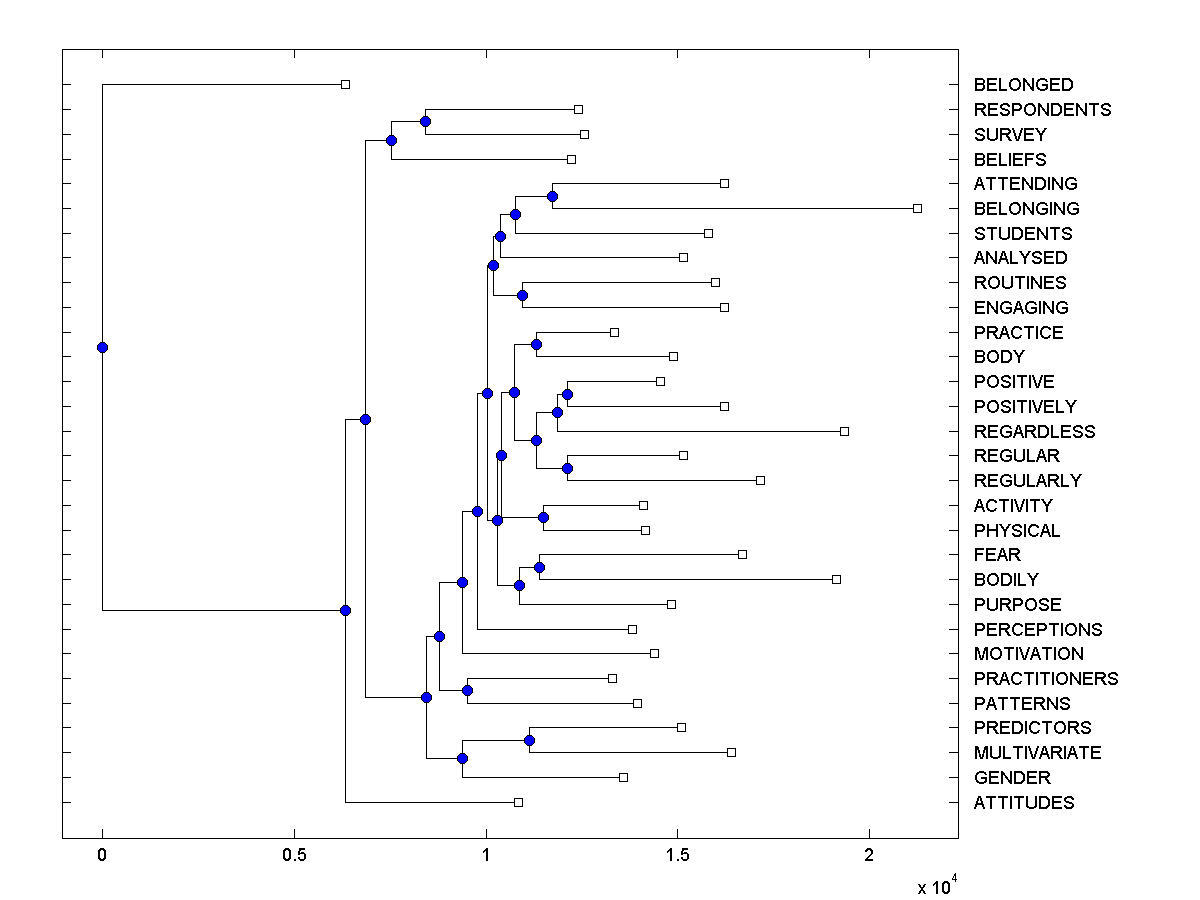 BELONGED
RESPONDENTS
SURVEY
BELIEFS
ATTENDING
BELONGING
STUDENTS
ANALYSED
ROUTINES
ENGAGING
PRACTICE
BODY
POSITIVE
POSITIVELY
REGARDLESS
REGULAR
REGULARLY
ACTIVITY
PHYSICAL
FEAR
BODILY
PURPOSE
PERCEPTIONS
MOTIVATION
PRACTITIONERS
PATTERNS
PREDICTORS
MULTIVARIATE
GENDER
ATTITUDES
0 0.5 1 1.5 2
x 10^4